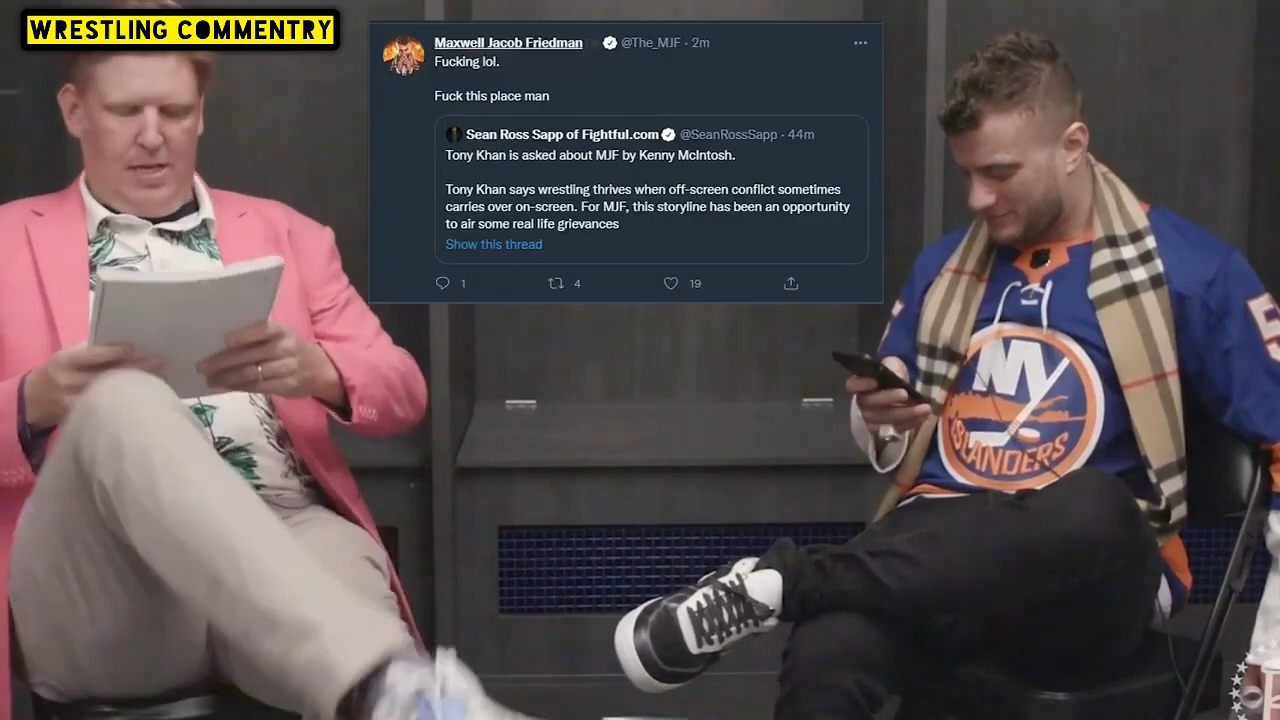 WRESTLING COMMENTRY
Maxwell Jacob Friedman @The_MJF · 2m
Fucking lol.
Fuck this place man
Sean Ross Sapp of Fightful.com @SeanRossSapp · 44m
Tony Khan is asked about MJF by Kenny McIntosh.
Tony Khan says wrestling thrives when off-screen conflict sometimes
carries over on-screen. For MJF, this storyline has been an opportunity
to air some real life grievances
Show this thread
1 4 19
NY
ISLANDERS
5